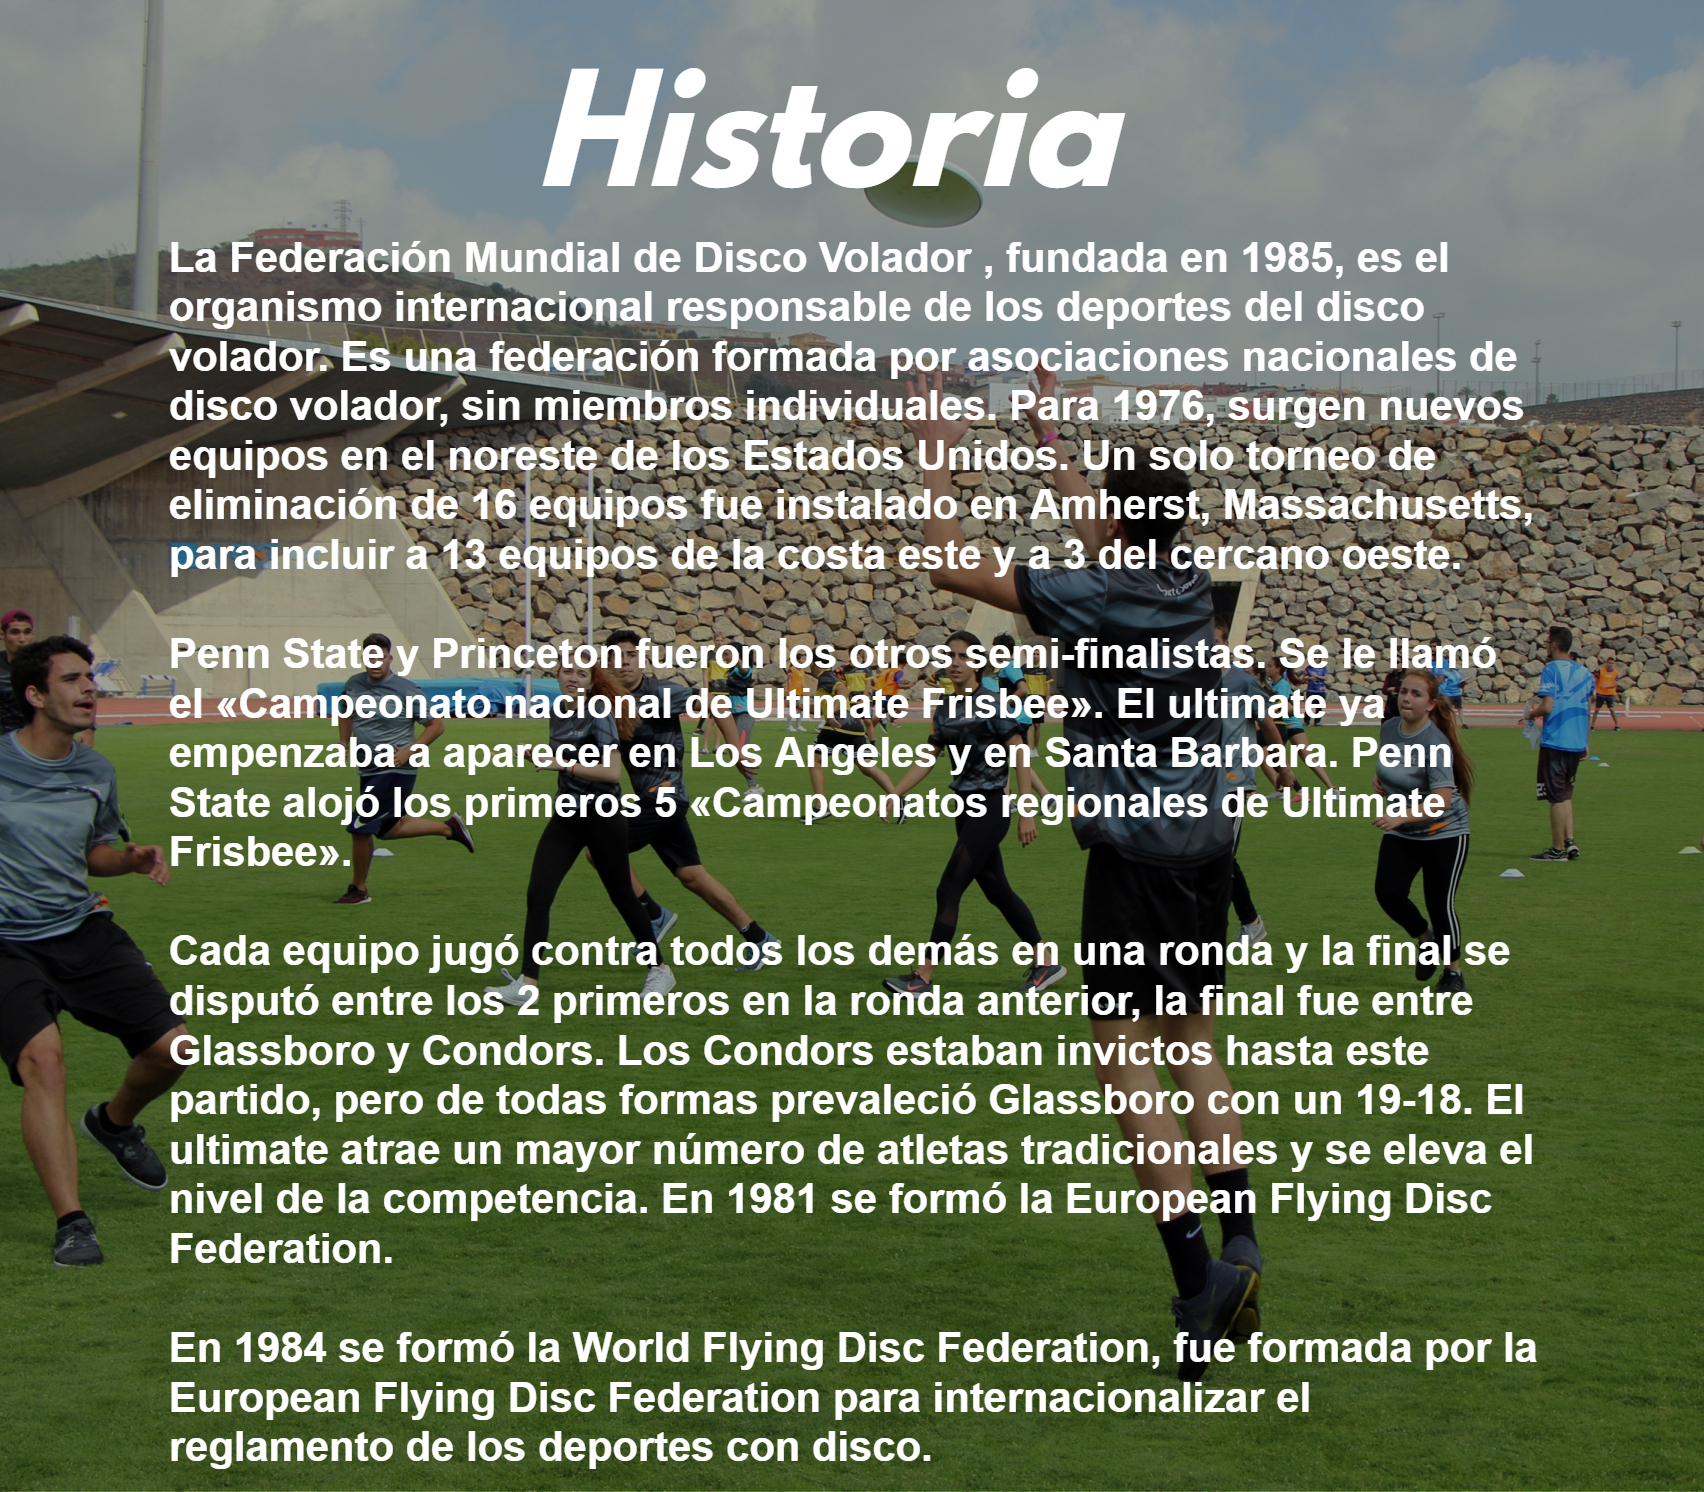 Historia
La Federación Mundial de Disco Volador , fundada en 1985, es el
organismo internacional responsable de los deportes del disco
volador. Es una federación formada por asociaciones nacionales de
disco volador, sin miembros individuales. Para 1976, surgen nuevos
equipos en el noreste de los Estados Unidos. Un solo torneo de
eliminación de 16 equipos fue instalado en Amherst, Massachusetts,
para incluir a 13 equipos de la costa este y a 3 del cercano oeste.
Penn State y Princeton fueron los otros semi-finalistas. Se le llamó
el «Campeonato nacional de Ultimate Frisbee». El ultimate ya
empenzaba a aparecer en Los Angeles y en Santa Barbara. Penn
State alojó los primeros 5 «Campeonatos regionales de Ultimate
Frisbee».
Cada equipo jugó contra todos los demás en una ronda y la final se
disputó entre los 2 primeros en la ronda anterior, la final fue entre
Glassboro y Condors. Los Condors estaban invictos hasta este
partido, pero de todas formas prevaleció Glassboro con un 19-18. El
ultimate atrae un mayor número de atletas tradicionales y se eleva el
nivel de la competencia. En 1981 se formó la European Flying Disc
Federation.
En 1984 se formó la World Flying Disc Federation, fue formada por la
European Flying Disc Federation para internacionalizar el
reglamento de los deportes con disco.